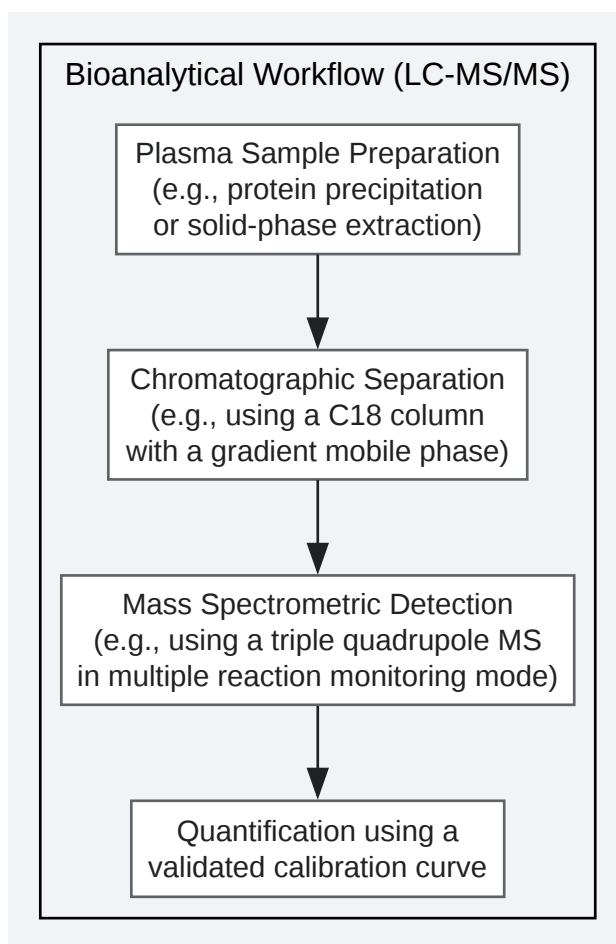 Bioanalytical Workflow (LC-MS/MS)
Plasma Sample Preparation
(e.g., protein precipitation
or solid-phase extraction)
Chromatographic Separation
(e.g., using a C18 column
with a gradient mobile phase)
Mass Spectrometric Detection
(e.g., using a triple quadrupole MS
in multiple reaction monitoring mode)
Quantification using a
validated calibration curve